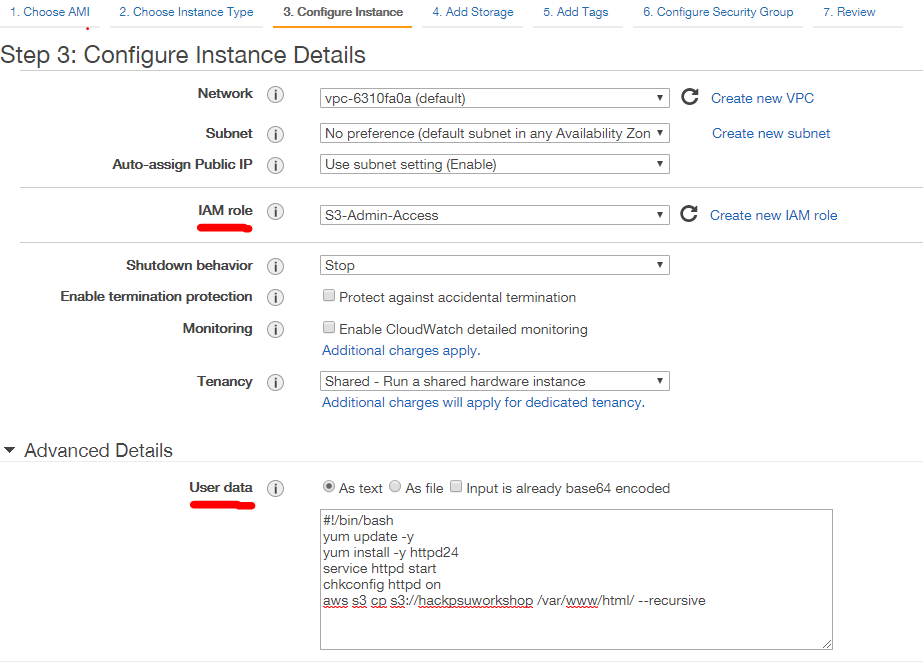 1. Choose AMI 2. Choose Instance Type 3. Configure Instance 4. Add Storage 5. Add Tags 6. Configure Security Group 7. Review
Step 3: Configure Instance Details
Network i vpc-6310fa0a (default) Create new VPC
Subnet i No preference (default subnet in any Availability Zon Create new subnet
Auto-assign Public IP i Use subnet setting (Enable)
IAM role i S3-Admin-Access Create new IAM role
Shutdown behavior i Stop
Enable termination protection i Protect against accidental termination
Monitoring i Enable CloudWatch detailed monitoring
Additional charges apply.
Tenancy i Shared - Run a shared hardware instance
Additional charges will apply for dedicated tenancy.
Advanced Details
User data i As text As file Input is already base64 encoded
#!/bin/bash
yum update -y
yum install -y httpd24
service httpd start
chkconfig httpd on
aws s3 cp s3://hackpsuworkshop /var/www/html/ --recursive